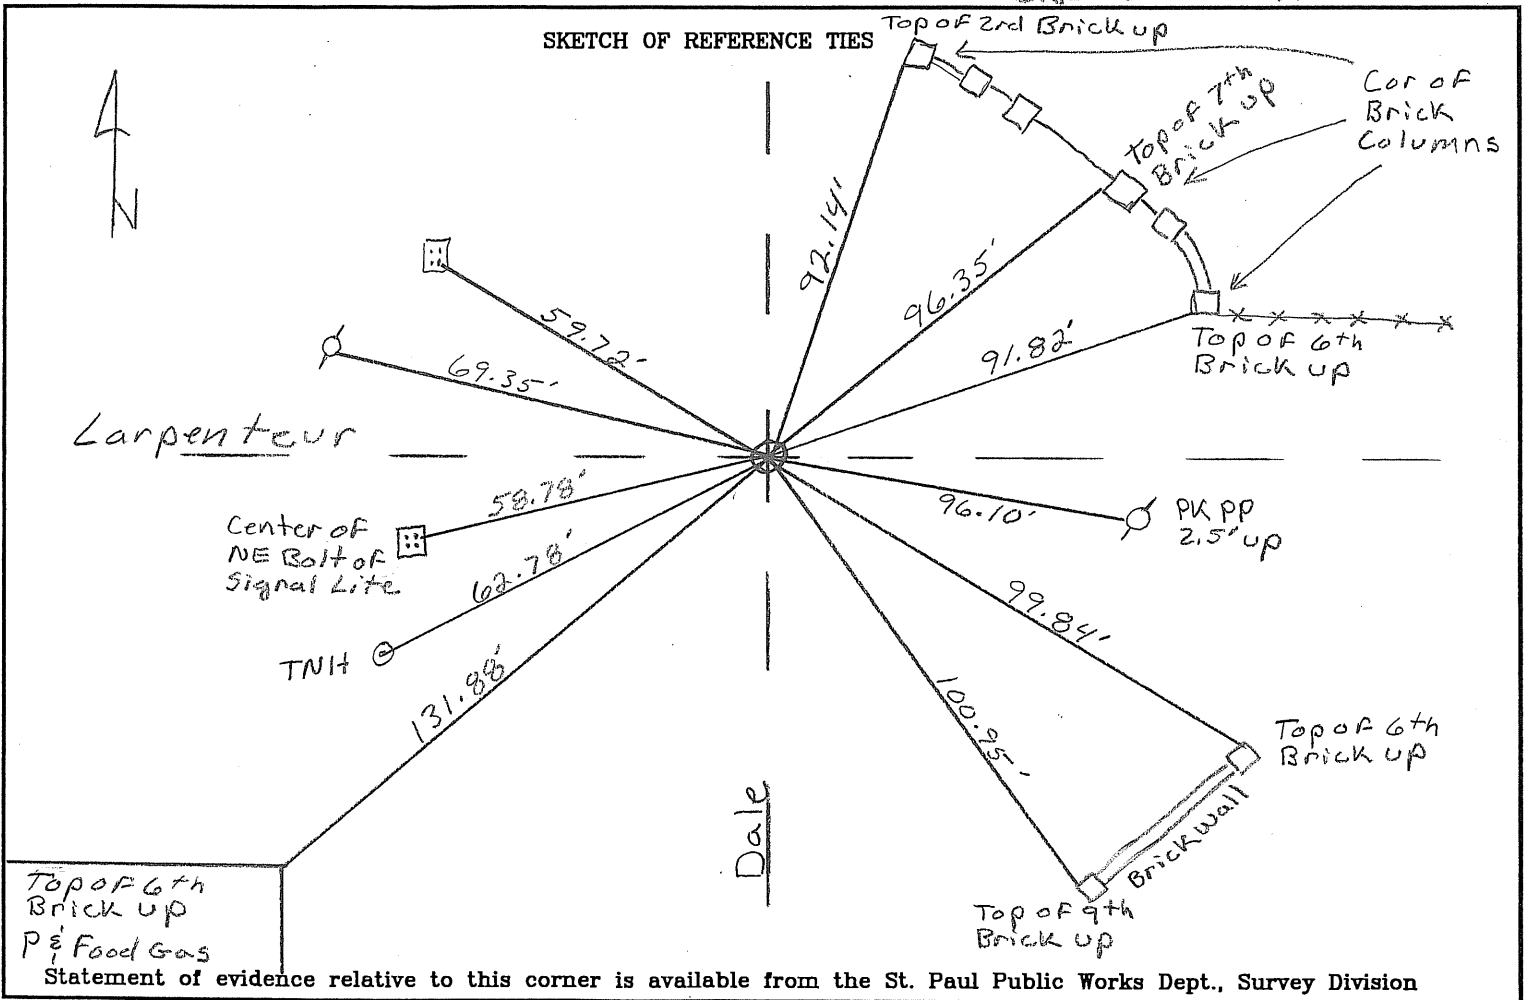 SKETCH OF REFERENCE TIES
Top of 2nd Brick up
Cor of
Brick
Columns
Top of 7th
Brick up
N
92.14'
96.35'
59.72'
69.35'
91.82'
Top of 6th
Brick up
Larpenteur
58.78'
96.10'
PK PP
2.5' up
Center of
NE Bolt of
Signal Lite
62.78'
99.84'
TNH
131.88'
100.95'
Top of 6th
Brick up
Brick Wall
Dale
Top of 6th
Brick up
P & Food Gas
Top of 9th
Brick up
Statement of evidence relative to this corner is available from the St. Paul Public Works Dept., Survey Division